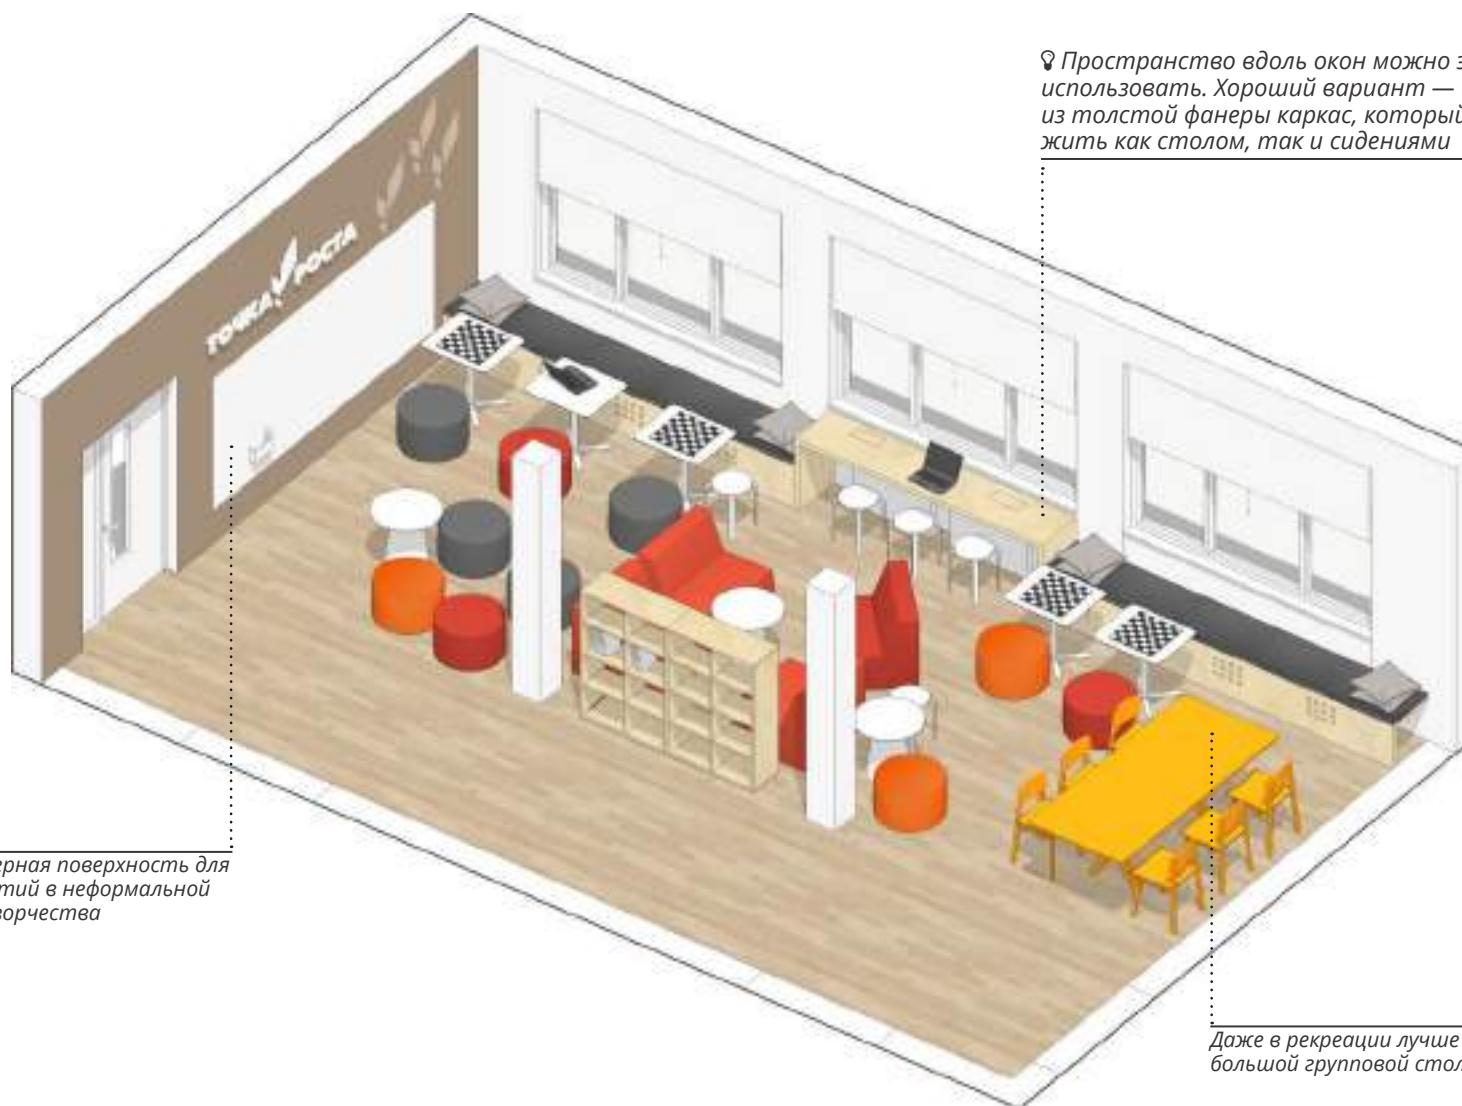 Пространство вдоль окон можно з
использовать. Хороший вариант —
из толстой фанеры каркас, который
жить как столом, так и сидениями
ТОЧКА РОСТА
ерная поверхность для
тий в неформальной
ворчества
Даже в рекреации лучше
большой групповой стол